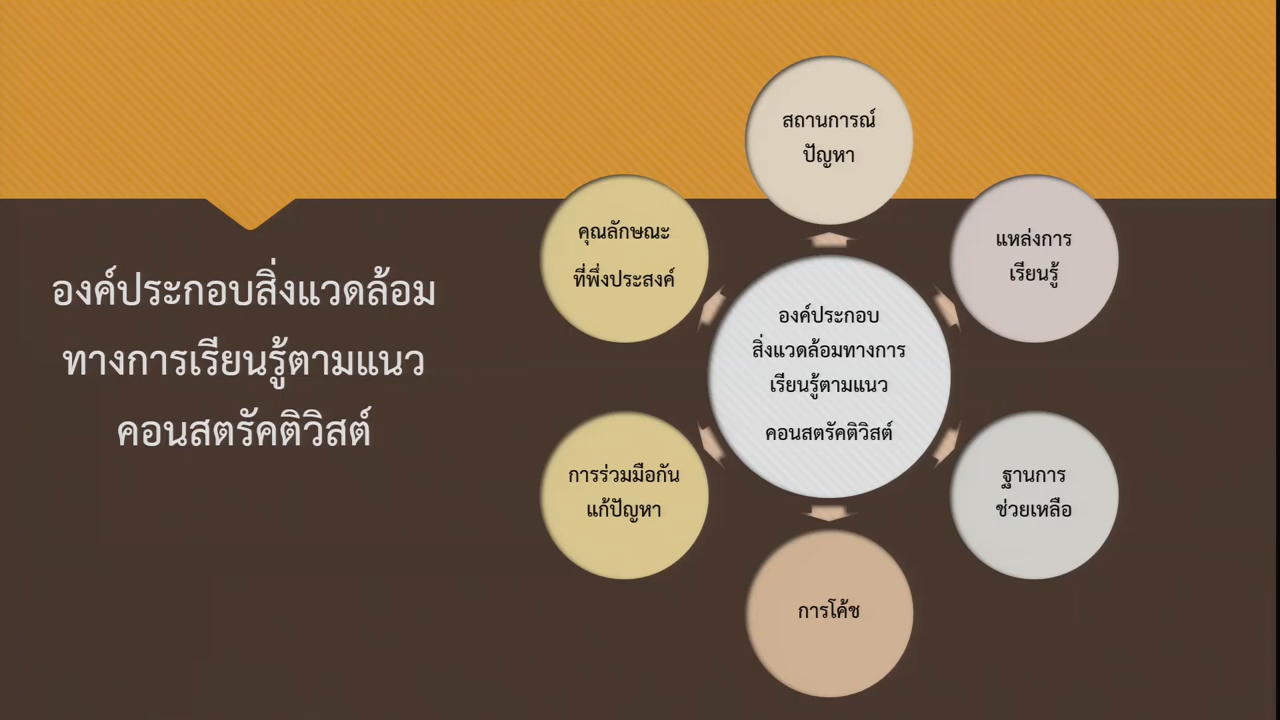 องค์ประกอบสิ่งแวดล้อม
ทางการเรียนรู้ตามแนว
คอนสตรัคติวิสต์
สถานการณ์
ปัญหา
แหล่งการ
เรียนรู้
ฐานการ
ช่วยเหลือ
การโค้ช
การร่วมมือกัน
แก้ปัญหา
คุณลักษณะ
ที่พึ่งประสงค์
องค์ประกอบ
สิ่งแวดล้อมทางการ
เรียนรู้ตามแนว
คอนสตรัคติวิสต์